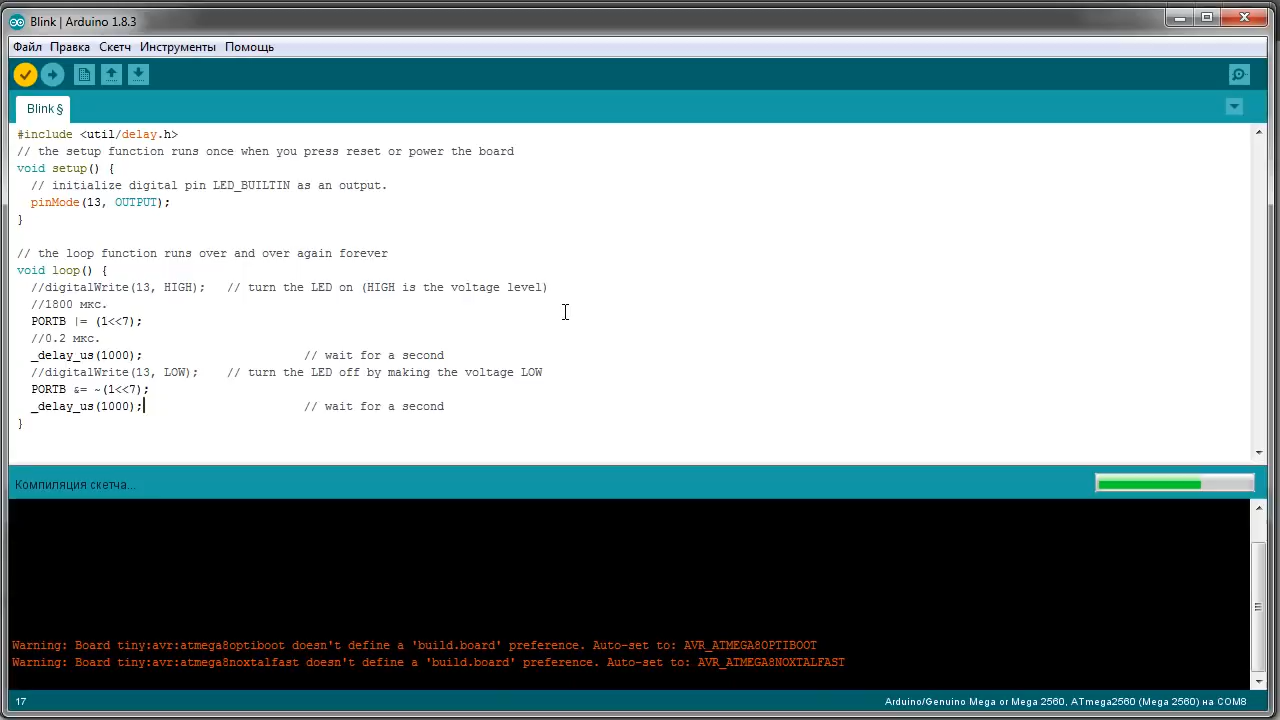 Blink | Arduino 1.8.3
Файл Правка Скетч Инструменты Помощь
Blink §
#include <util/delay.h>
// the setup function runs once when you press reset or power the board
void setup() {
  // initialize digital pin LED_BUILTIN as an output.
  pinMode(13, OUTPUT);
}
// the loop function runs over and over again forever
void loop() {
  //digitalWrite(13, HIGH);   // turn the LED on (HIGH is the voltage level)
  //1800 мкс.
  PORTB |= (1<<7);
  //0.2 мкс.
  _delay_us(1000);                       // wait for a second
  //digitalWrite(13, LOW);    // turn the LED off by making the voltage LOW
  PORTB &= ~(1<<7);
  _delay_us(1000);                       // wait for a second
}
Компиляция скетча...
Warning: Board tiny:avr:atmega8optiboot doesn't define a 'build.board' preference. Auto-set to: AVR_ATMEGA8OPTIBOOT
Warning: Board tiny:avr:atmega8noxtalfast doesn't define a 'build.board' preference. Auto-set to: AVR_ATMEGA8NOXTALFAST
17 Arduino/Genuino Mega or Mega 2560, ATmega2560 (Mega 2560) на COM8